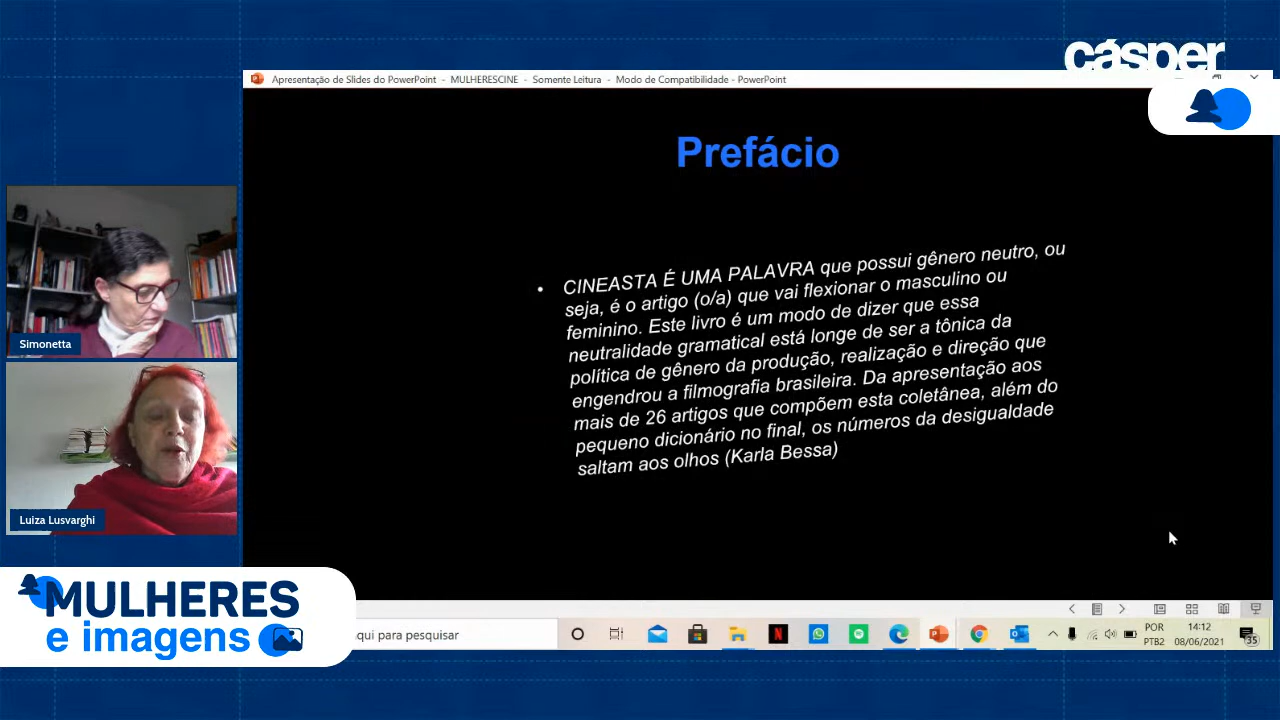 cásper
Apresentação de Slides do PowerPoint - MULHERESCINE - Somente Leitura - Modo de Compatibilidade - PowerPoint
Prefácio
• CINEASTA É UMA PALAVRA que possui gênero neutro, ou
seja, é o artigo (o/a) que vai flexionar o masculino ou
feminino. Este livro é um modo de dizer que essa
neutralidade gramatical está longe de ser a tônica da
política de gênero da produção, realização e direção que
engendrou a filmografia brasileira. Da apresentação aos
mais de 26 artigos que compõem esta coletânea, além do
pequeno dicionário no final, os números da desigualdade
saltam aos olhos (Karla Bessa)
Simonetta
Luiza Lusvarghi
MULHERES
e imagens
qui para pesquisar
POR
PTB2
14:12
08/06/2021
35